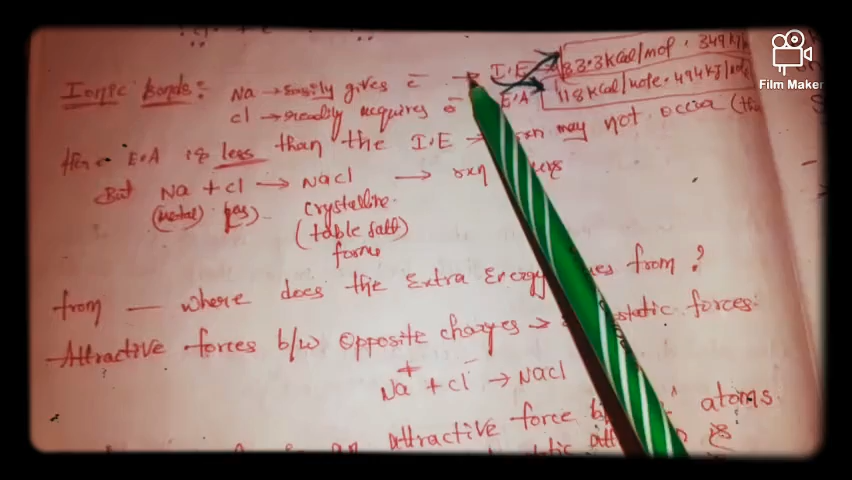 Ionic Bonds: Na → easily gives e⁻ → I.E 83.3 kcal/mol. 349 kJ/
cl → readily acquires e⁻ E.A 118 kcal/mole. 494 kJ/mole
Here E.A is less than the I.E → rxn may not occur
But Na + cl → Nacl → rxn
(metal) gas crystalline.
(table salt)
form
from — where does the Extra Energy from ?
Attractive forces b/w opposite charges → static forces.
Na⁺ + cl⁻ → Nacl
an attractive force atoms.
Film Maker